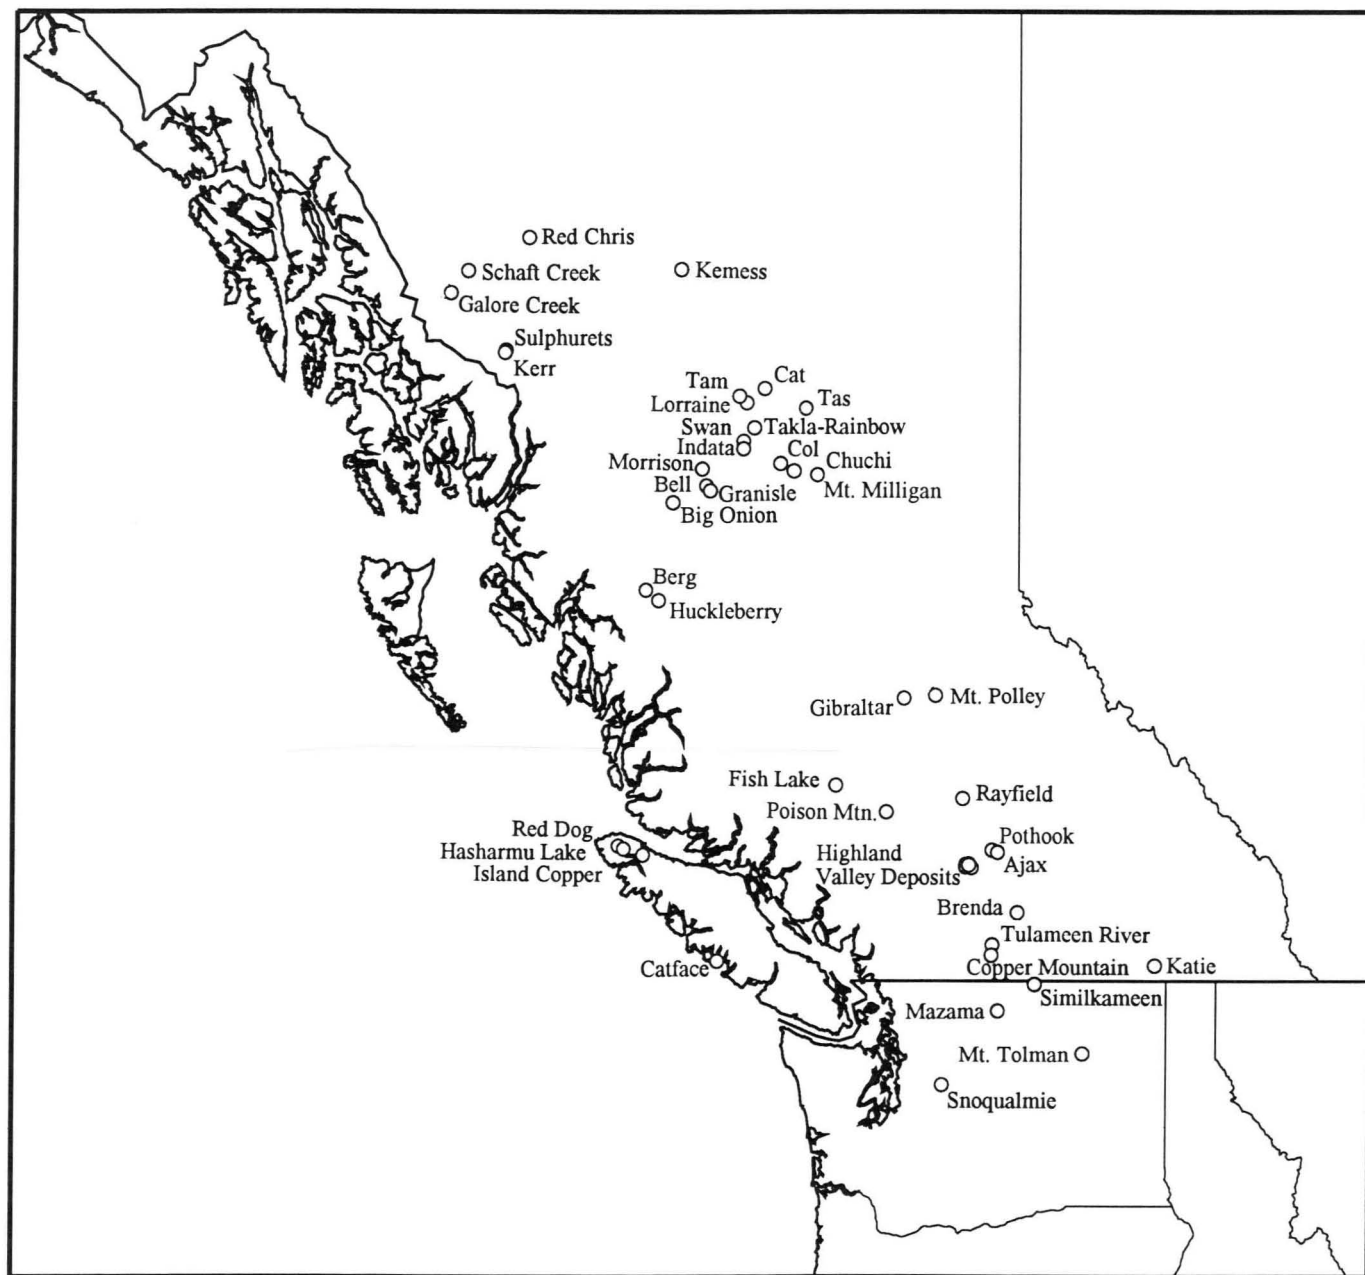 Red Chris
Schaft Creek
Kemess
Galore Creek
Sulphurets
Kerr
Cat
Tam
Lorraine
Tas
Swan
Takla-Rainbow
Indata
Col
Morrison
Chuchi
Bell
Granisle
Mt. Milligan
Big Onion
Berg
Huckleberry
Gibraltar
Mt. Polley
Fish Lake
Rayfield
Poison Mtn.
Red Dog
Hasharmu Lake
Island Copper
Pothook
Ajax
Highland
Valley Deposits
Brenda
Tulameen River
Copper Mountain
Katie
Catface
Similkameen
Mazama
Mt. Tolman
Snoqualmie